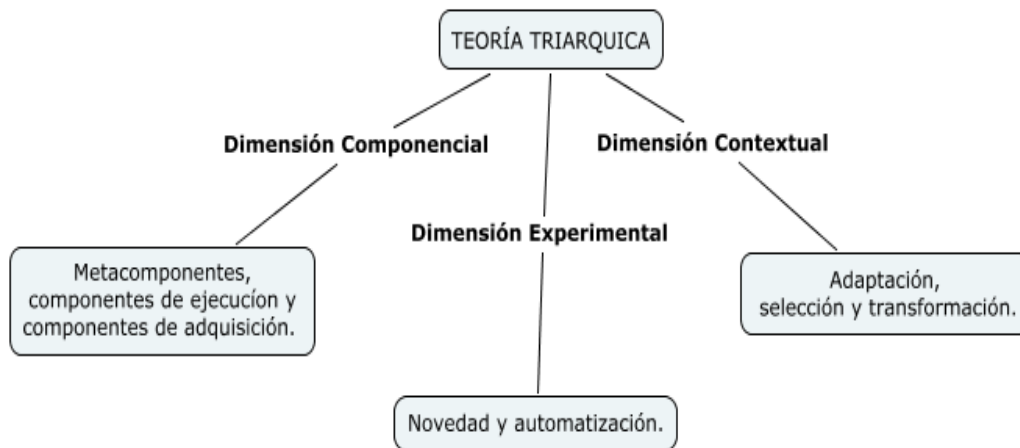 TEORÍA TRIARQUICA
Dimensión Componencial
Dimensión Contextual
Dimensión Experimental
Metacomponentes,
componentes de ejecucíon y
componentes de adquisición.
Adaptación,
selección y transformación.
Novedad y automatización.